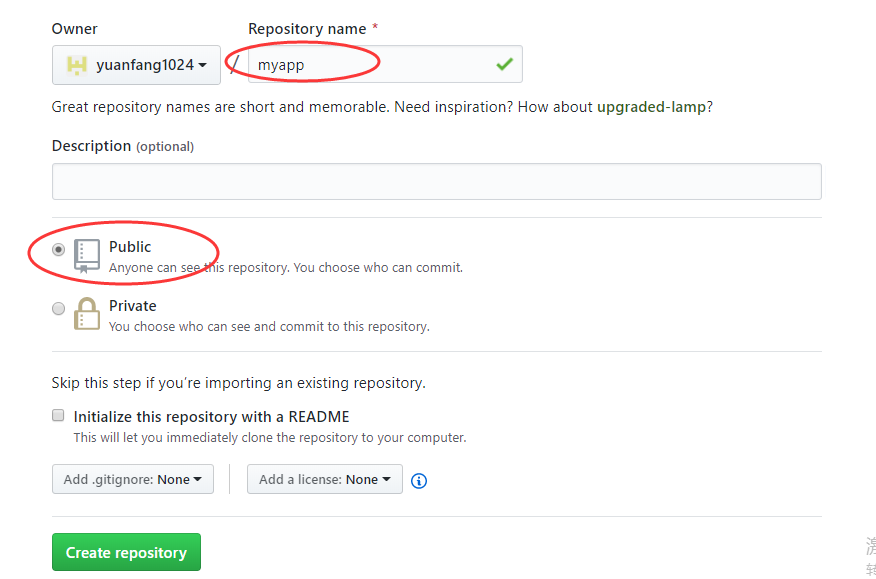 Owner Repository name *
yuanfang1024 / myapp
Great repository names are short and memorable. Need inspiration? How about upgraded-lamp?
Description (optional)
Public
Anyone can see this repository. You choose who can commit.
Private
You choose who can see and commit to this repository.
Skip this step if you’re importing an existing repository.
Initialize this repository with a README
This will let you immediately clone the repository to your computer.
Add .gitignore: None Add a license: None
Create repository